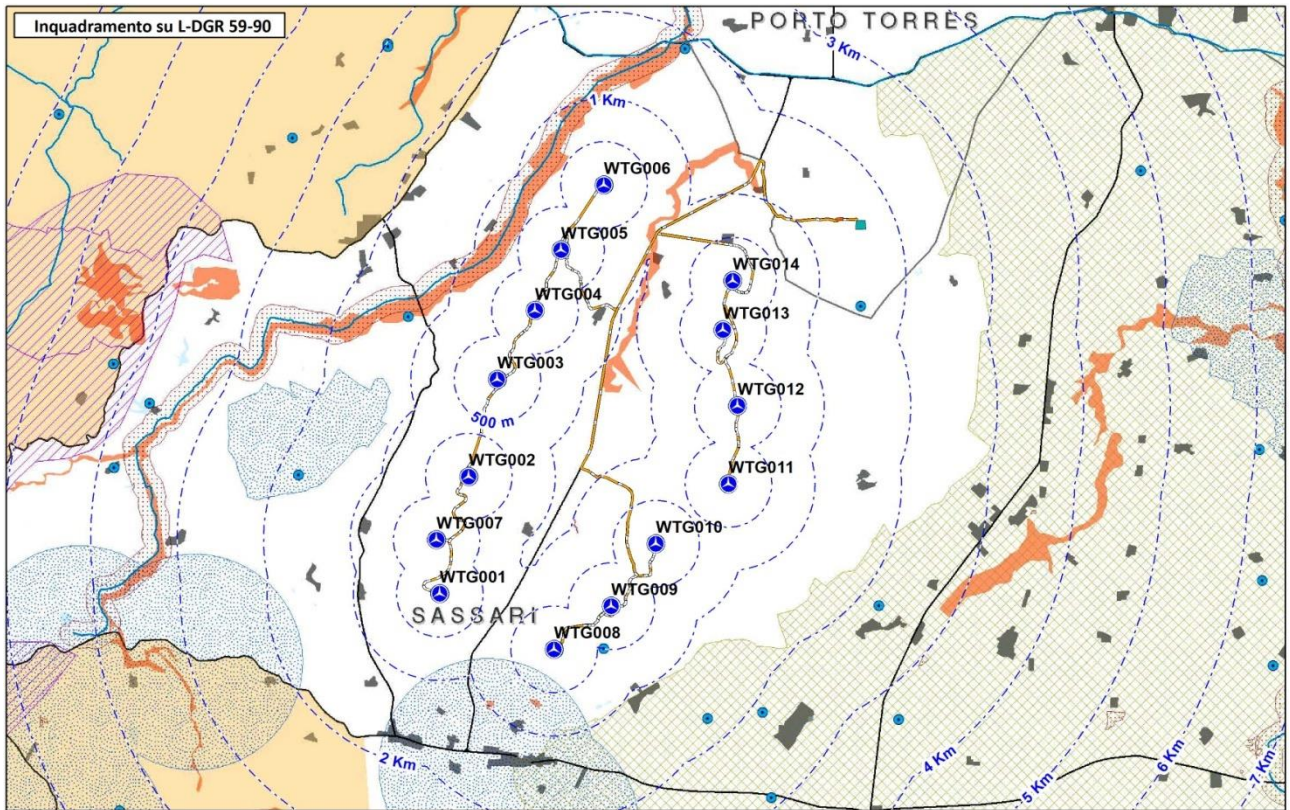 Inquadramento su L-DGR 59-90
PORTO TORRÈS
3 Km
1 Km
WTG006
WTG005
WTG014
WTG004
WTG013
WTG003
WTG012
500 m
WTG002
WTG011
WTG007
WTG010
WTG001
WTG009
SASSARI
WTG008
2 Km
4 Km
5 Km
6 Km
7 Km